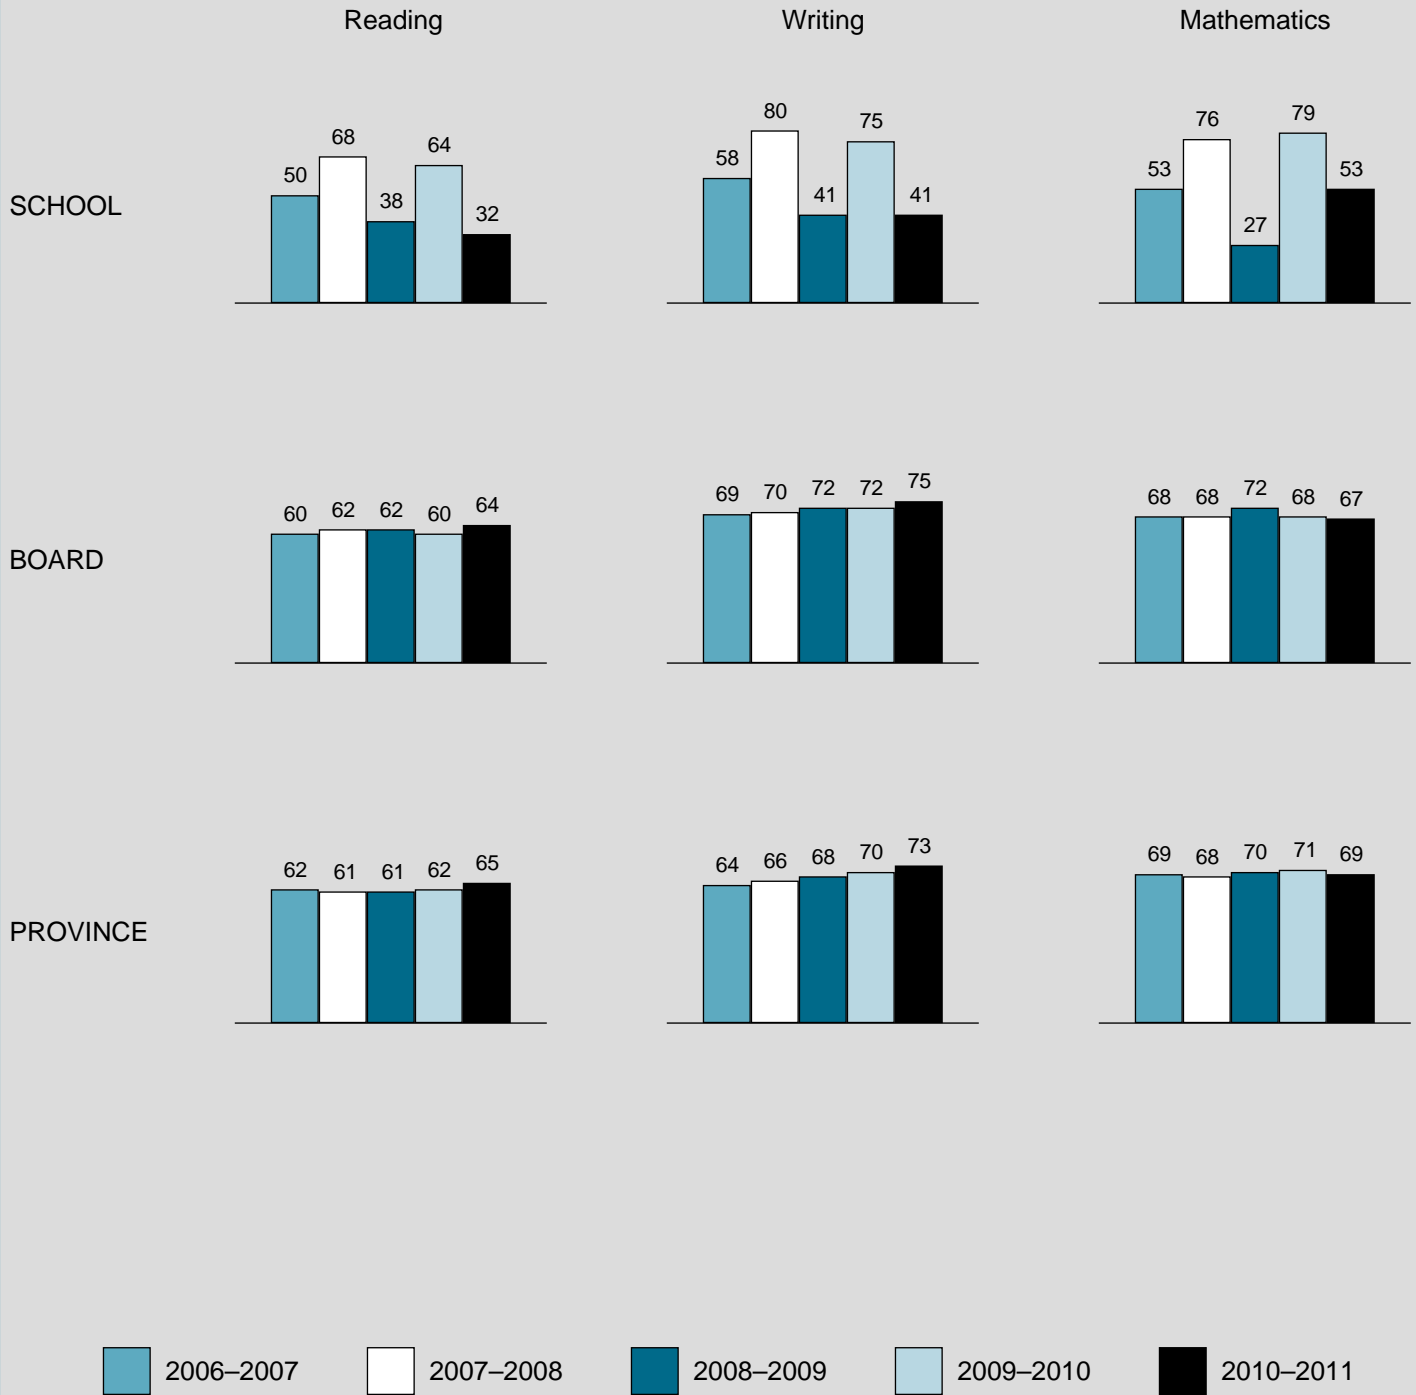 Reading Writing Mathematics
SCHOOL
50 68 38 64 32
58 80 41 75 41
53 76 27 79 53
BOARD
60 62 62 60 64
69 70 72 72 75
68 68 72 68 67
PROVINCE
62 61 61 62 65
64 66 68 70 73
69 68 70 71 69
2006–2007 2007–2008 2008–2009 2009–2010 2010–2011